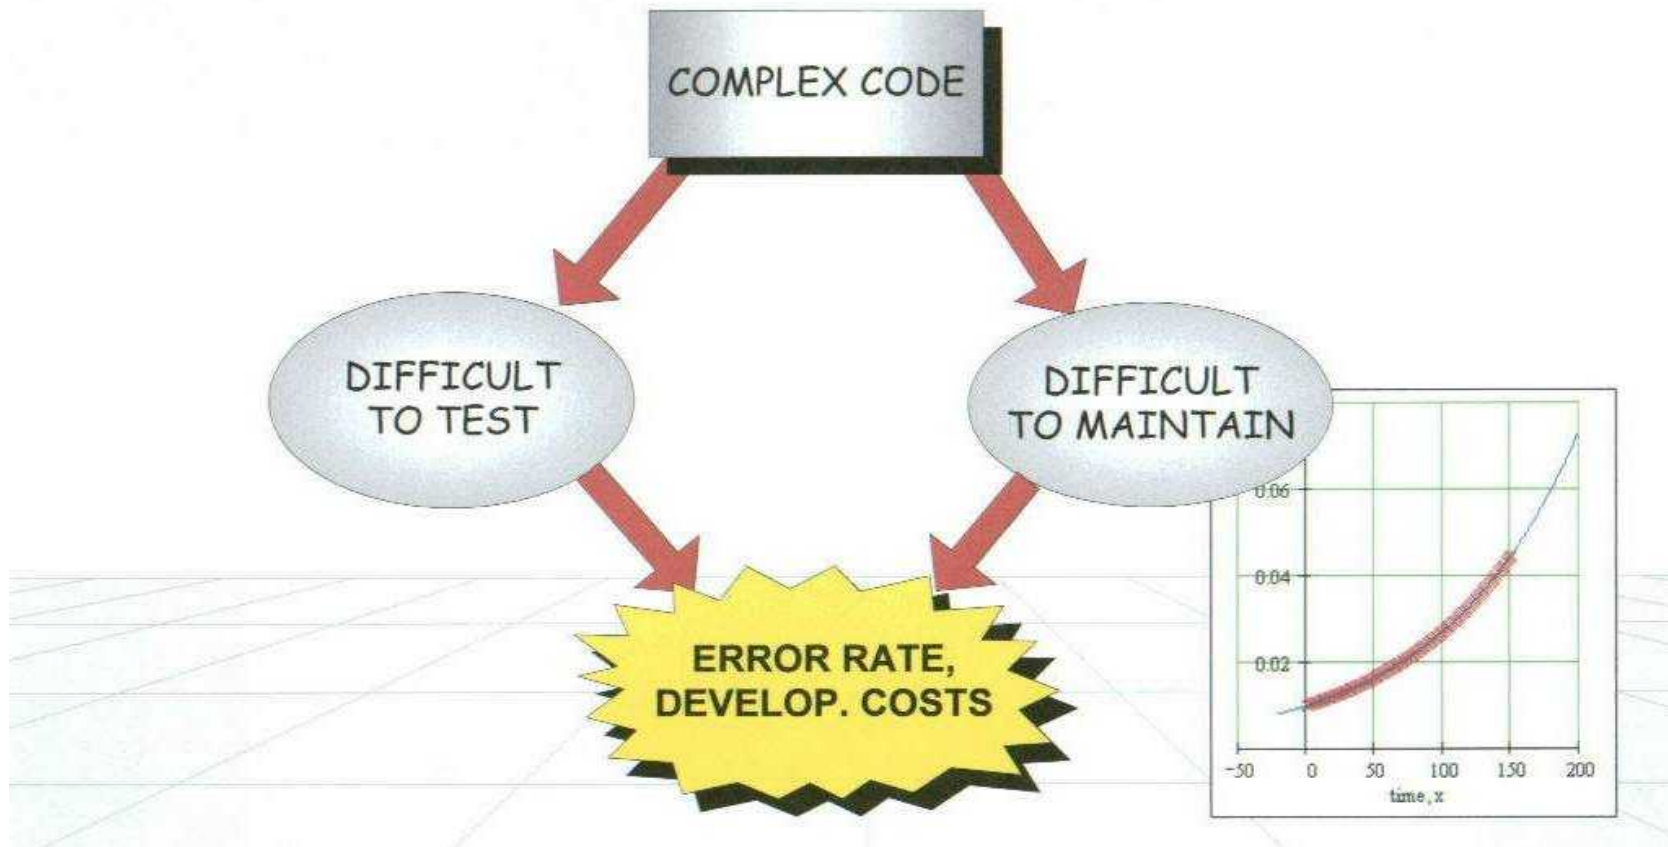 COMPLEX CODE
DIFFICULT
TO TEST
DIFFICULT
TO MAINTAIN
ERROR RATE,
DEVELOP. COSTS
0.06
0.04
0.02
-50 0 50 100 150 200
time, x